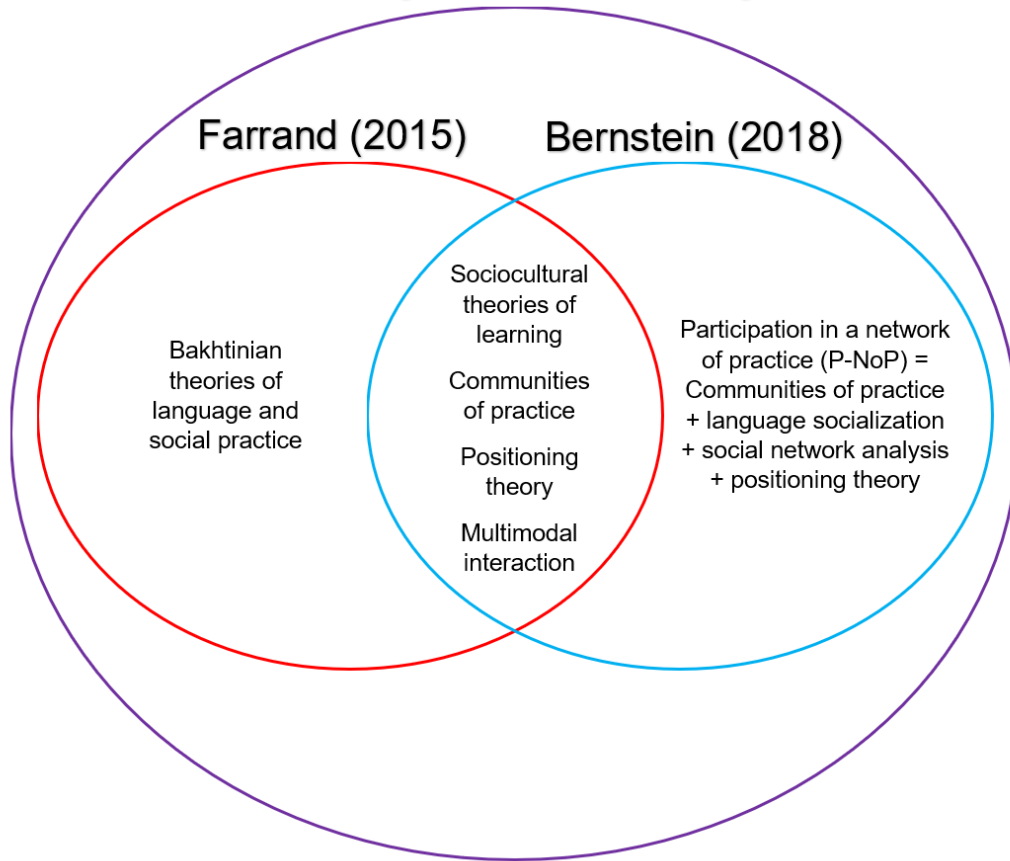 Farrand (2015)
Bernstein (2018)
Bakhtinian
theories of
language and
social practice
Sociocultural
theories of
learning
Communities
of practice
Positioning
theory
Multimodal
interaction
Participation in a network
of practice (P-NoP) =
Communities of practice
+ language socialization
+ social network analysis
+ positioning theory